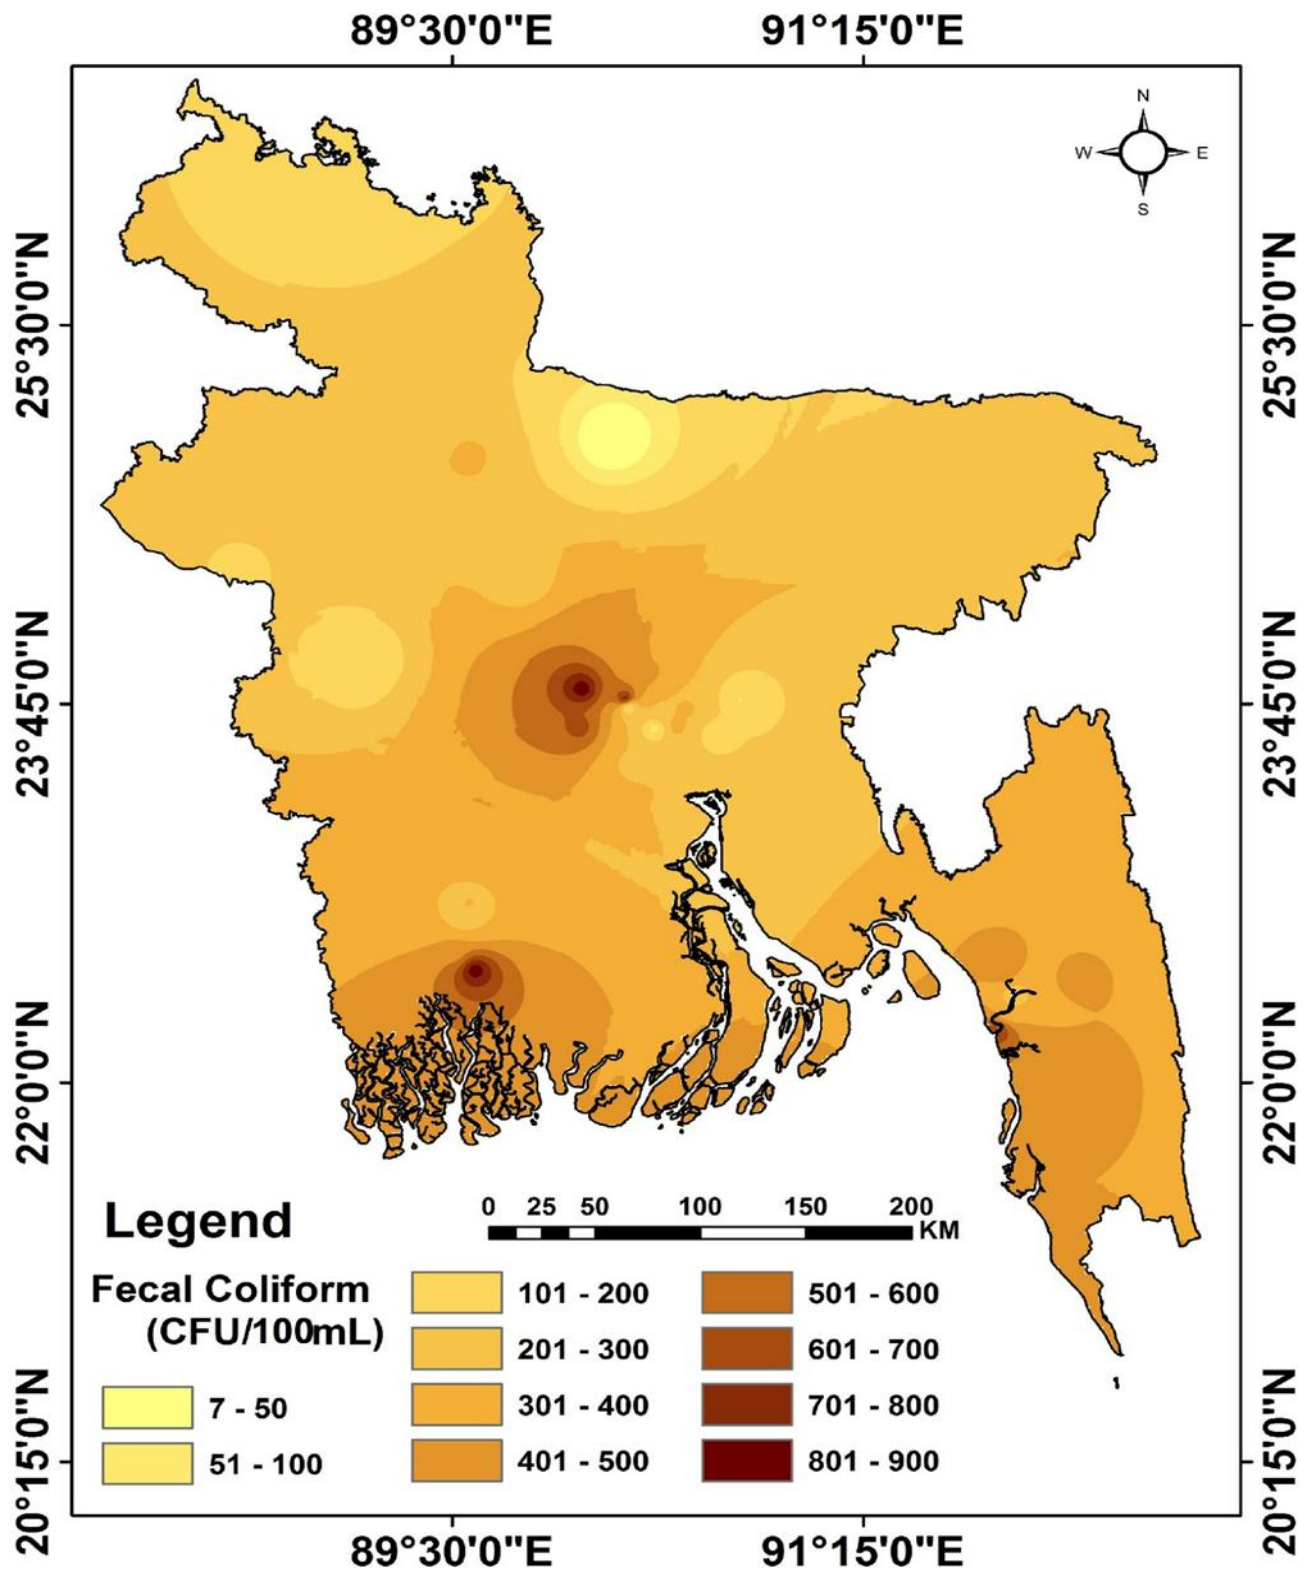 89°30'0"E 91°15'0"E
N
W E
S
25°30'0"N 25°30'0"N
23°45'0"N 23°45'0"N
22°0'0"N 22°0'0"N
20°15'0"N 20°15'0"N
0 25 50 100 150 200
KM
Legend
Fecal Coliform
(CFU/100mL)
7 - 50
51 - 100
101 - 200
201 - 300
301 - 400
401 - 500
501 - 600
601 - 700
701 - 800
801 - 900
89°30'0"E 91°15'0"E